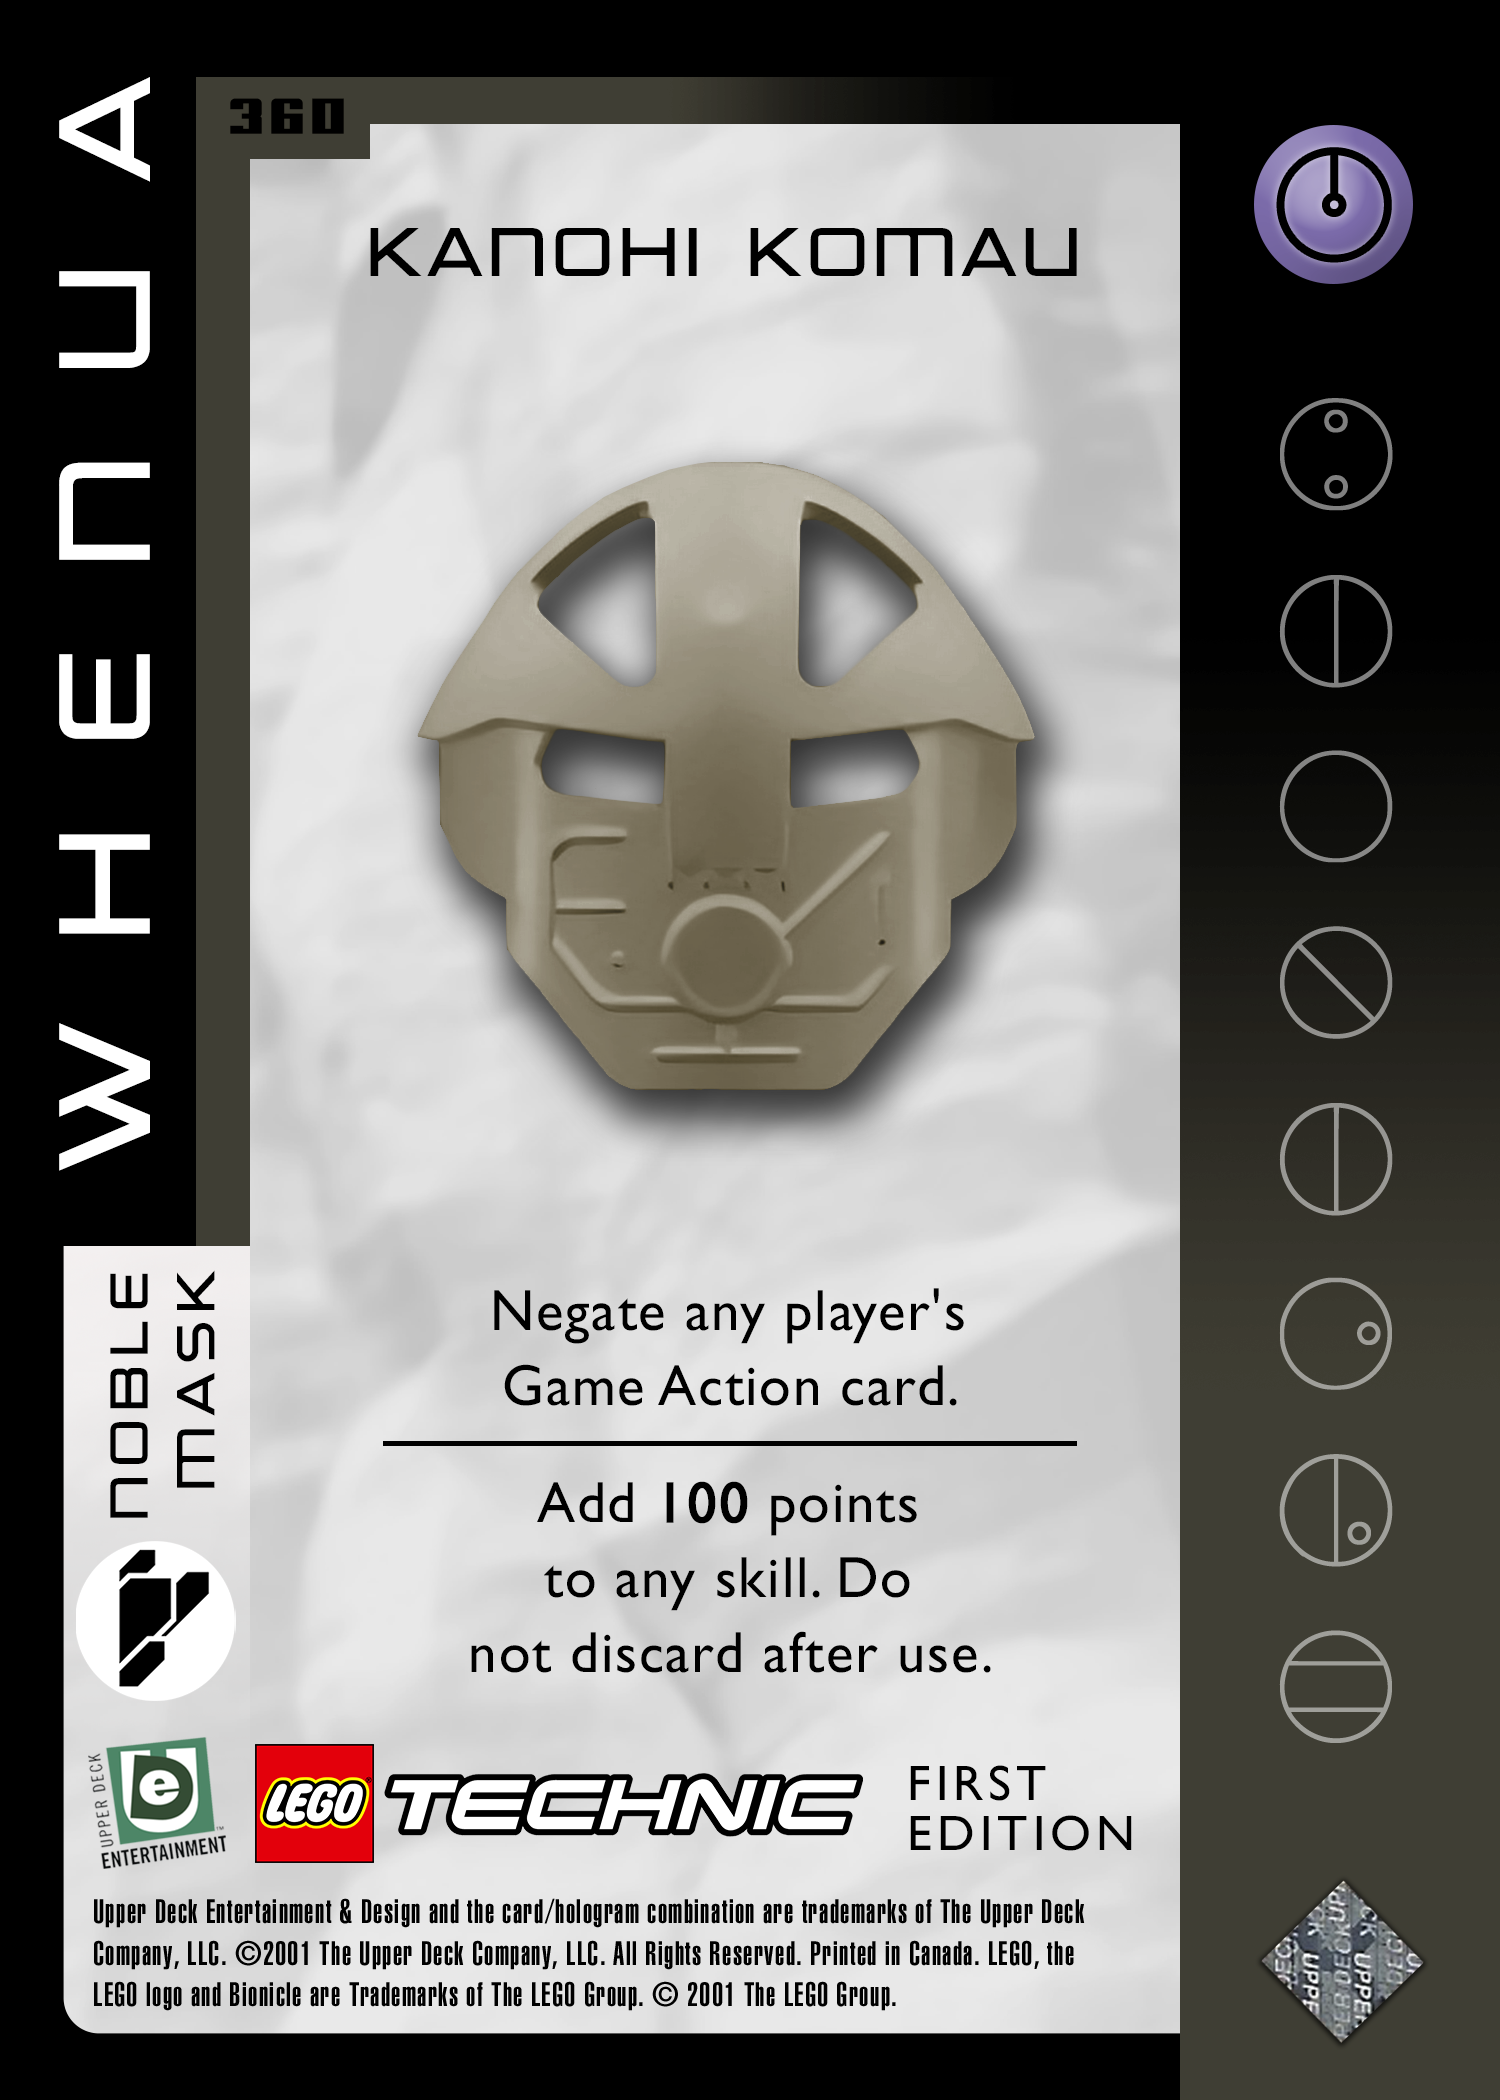 WHENUA
360
KANOHI KOMAU
NOBLE
MASK
Negate any player's
Game Action card.
Add 100 points
to any skill. Do
not discard after use.
UPPER DECK
e
ENTERTAINMENT
™
LEGO
TECHNIC
FIRST
EDITION
Upper Deck Entertainment & Design and the card/hologram combination are trademarks of The Upper Deck
Company, LLC. ©2001 The Upper Deck Company, LLC. All Rights Reserved. Printed in Canada. LEGO, the
LEGO logo and Bionicle are Trademarks of The LEGO Group. © 2001 The LEGO Group.